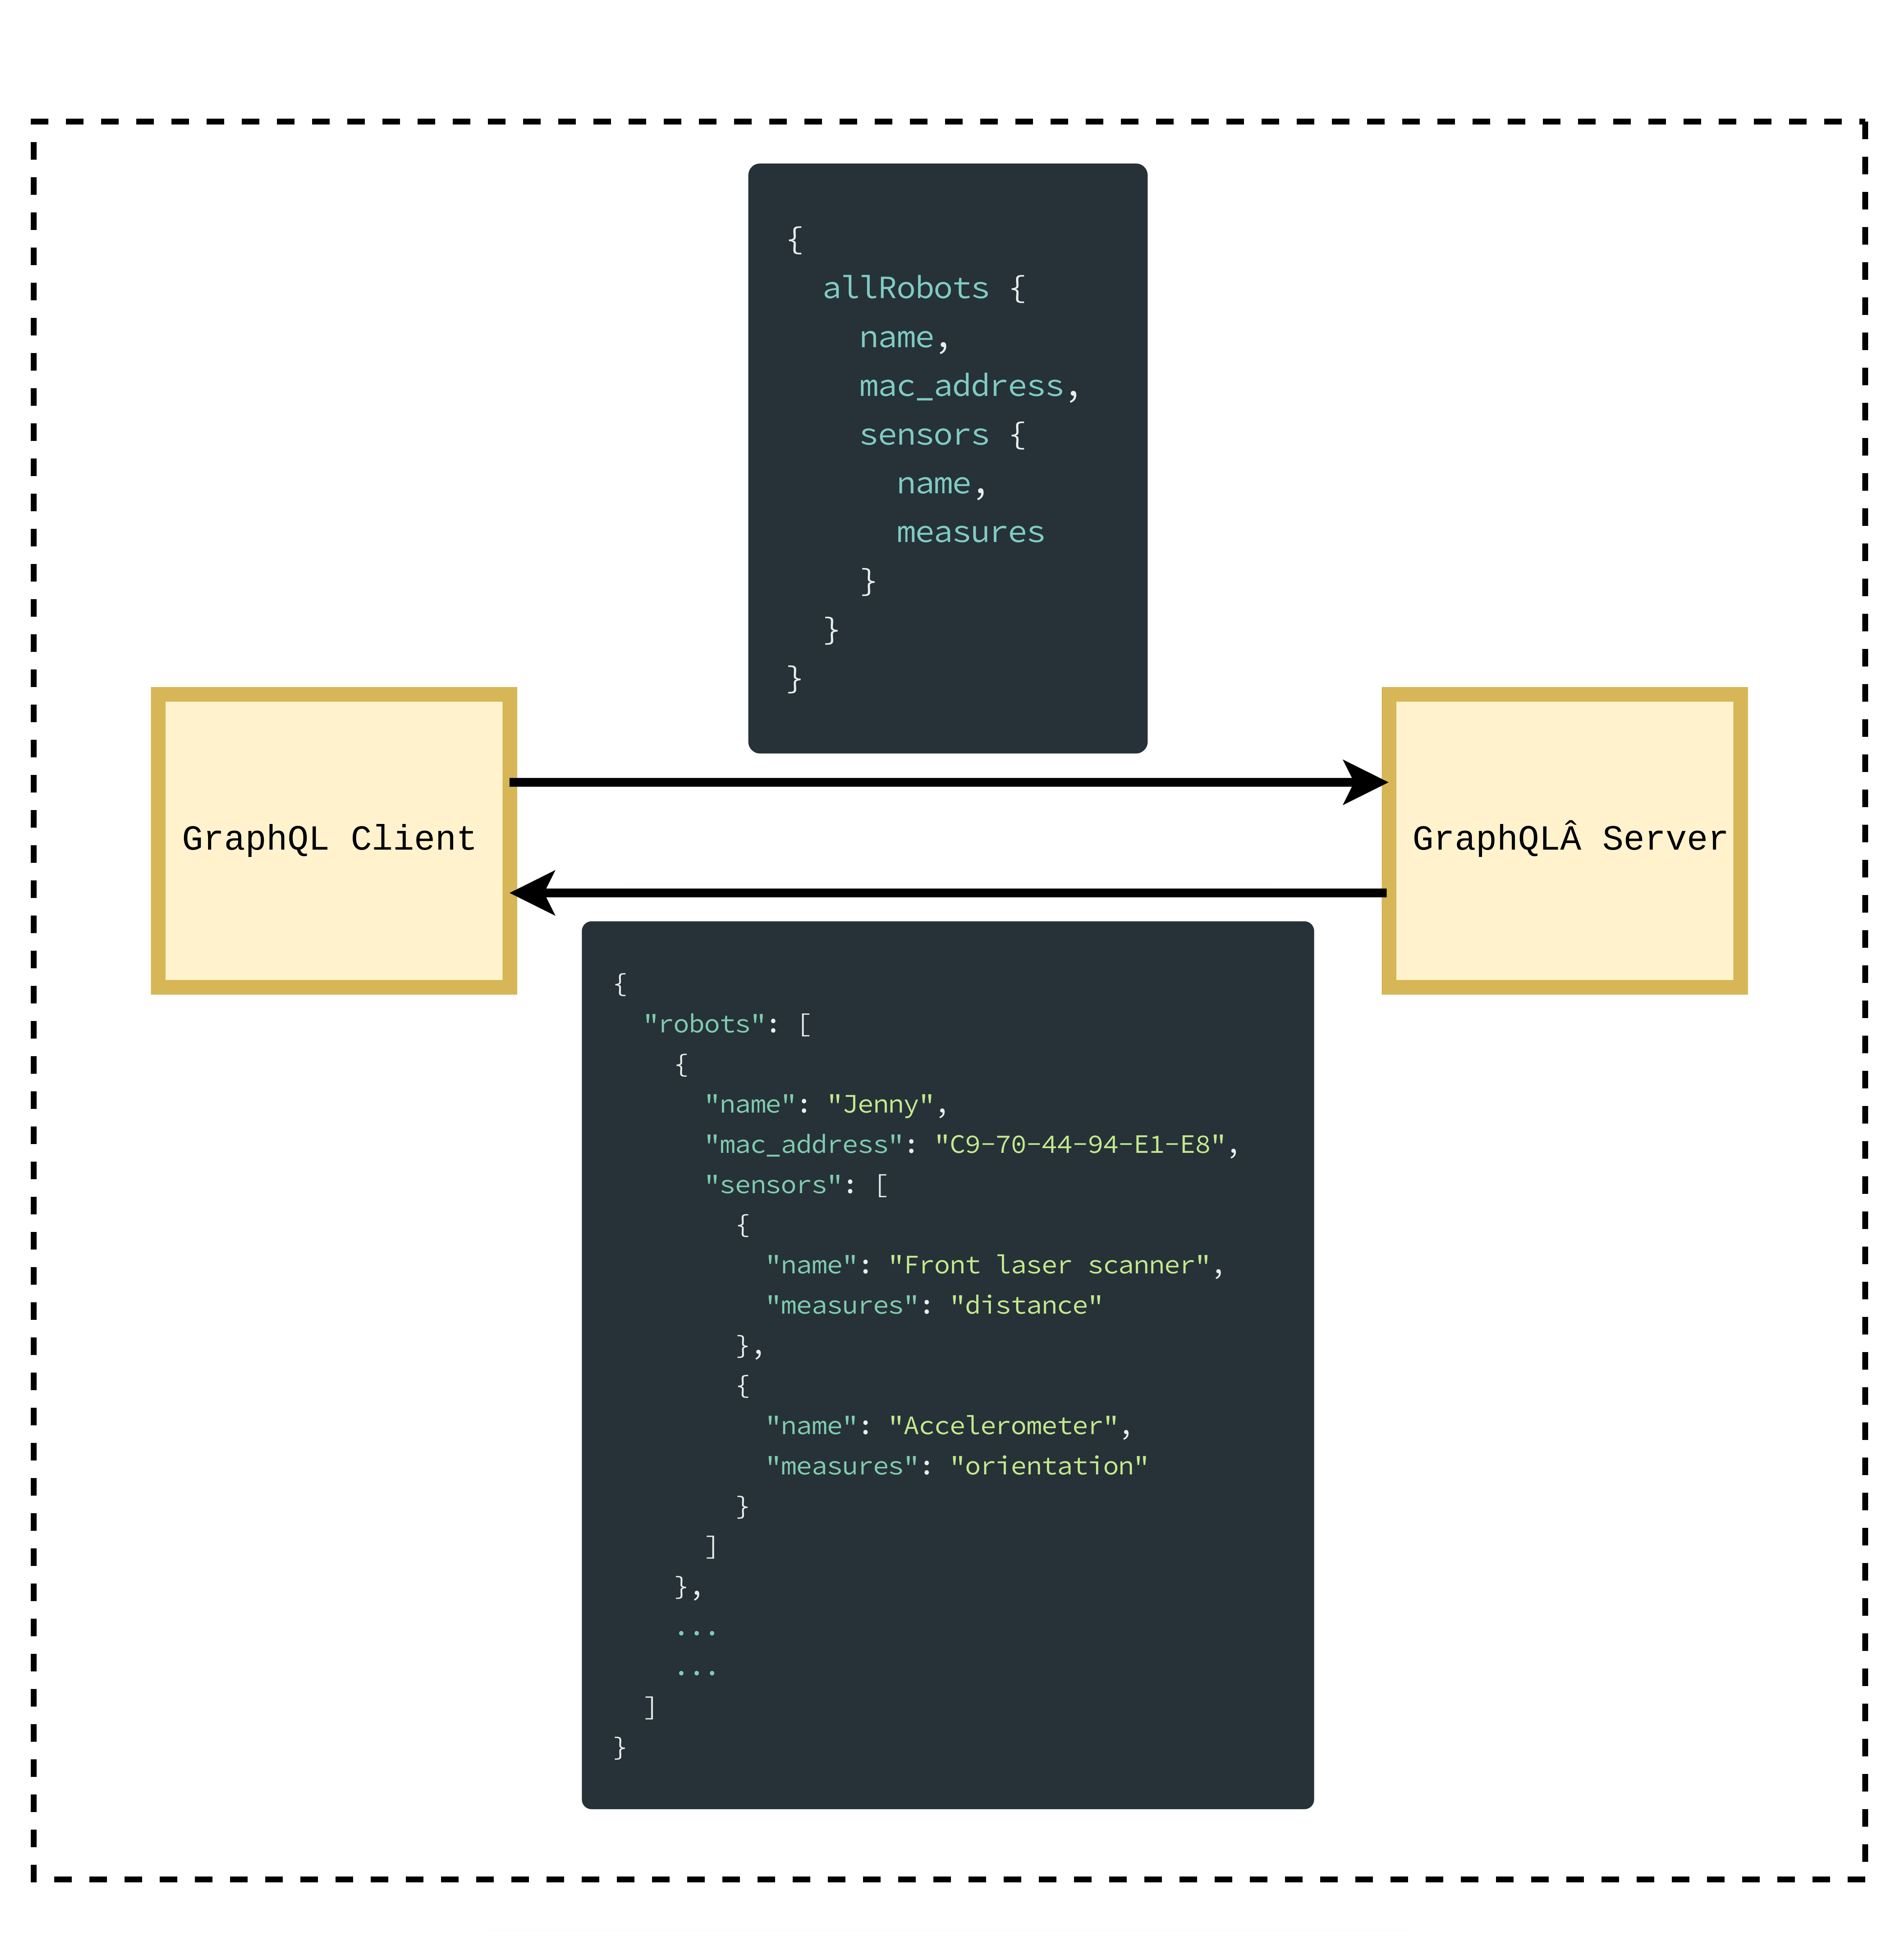 {
  allRobots {
    name,
    mac_address,
    sensors {
      name,
      measures
    }
  }
}
GraphQL Client
GraphQLÂ Server
{
  "robots": [
    {
      "name": "Jenny",
      "mac_address": "C9-70-44-94-E1-E8",
      "sensors": [
        {
          "name": "Front laser scanner",
          "measures": "distance"
        },
        {
          "name": "Accelerometer",
          "measures": "orientation"
        }
      ]
    },
    ...
    ...
  ]
}